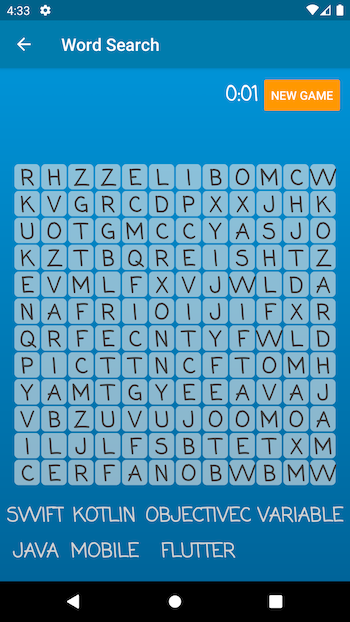 4:33
Word Search
0:01 NEW GAME
R H Z Z E L I B O M C W
K V G R C D P X X J H K
U O T G M C C Y A S J O
K Z T B Q R E I S H T Z
E V M L F X V J W L D A
N A F R I O I J I F X R
Q R F E C N T Y F W L D
P I C T T N C F T O M H
Y A M T G Y E E A V A J
V B Z U V U J O O M O A
I L J L F S B T E T X M
C E R F A N O B W B M W
SWIFT KOTLIN OBJECTIVEC VARIABLE
JAVA MOBILE FLUTTER